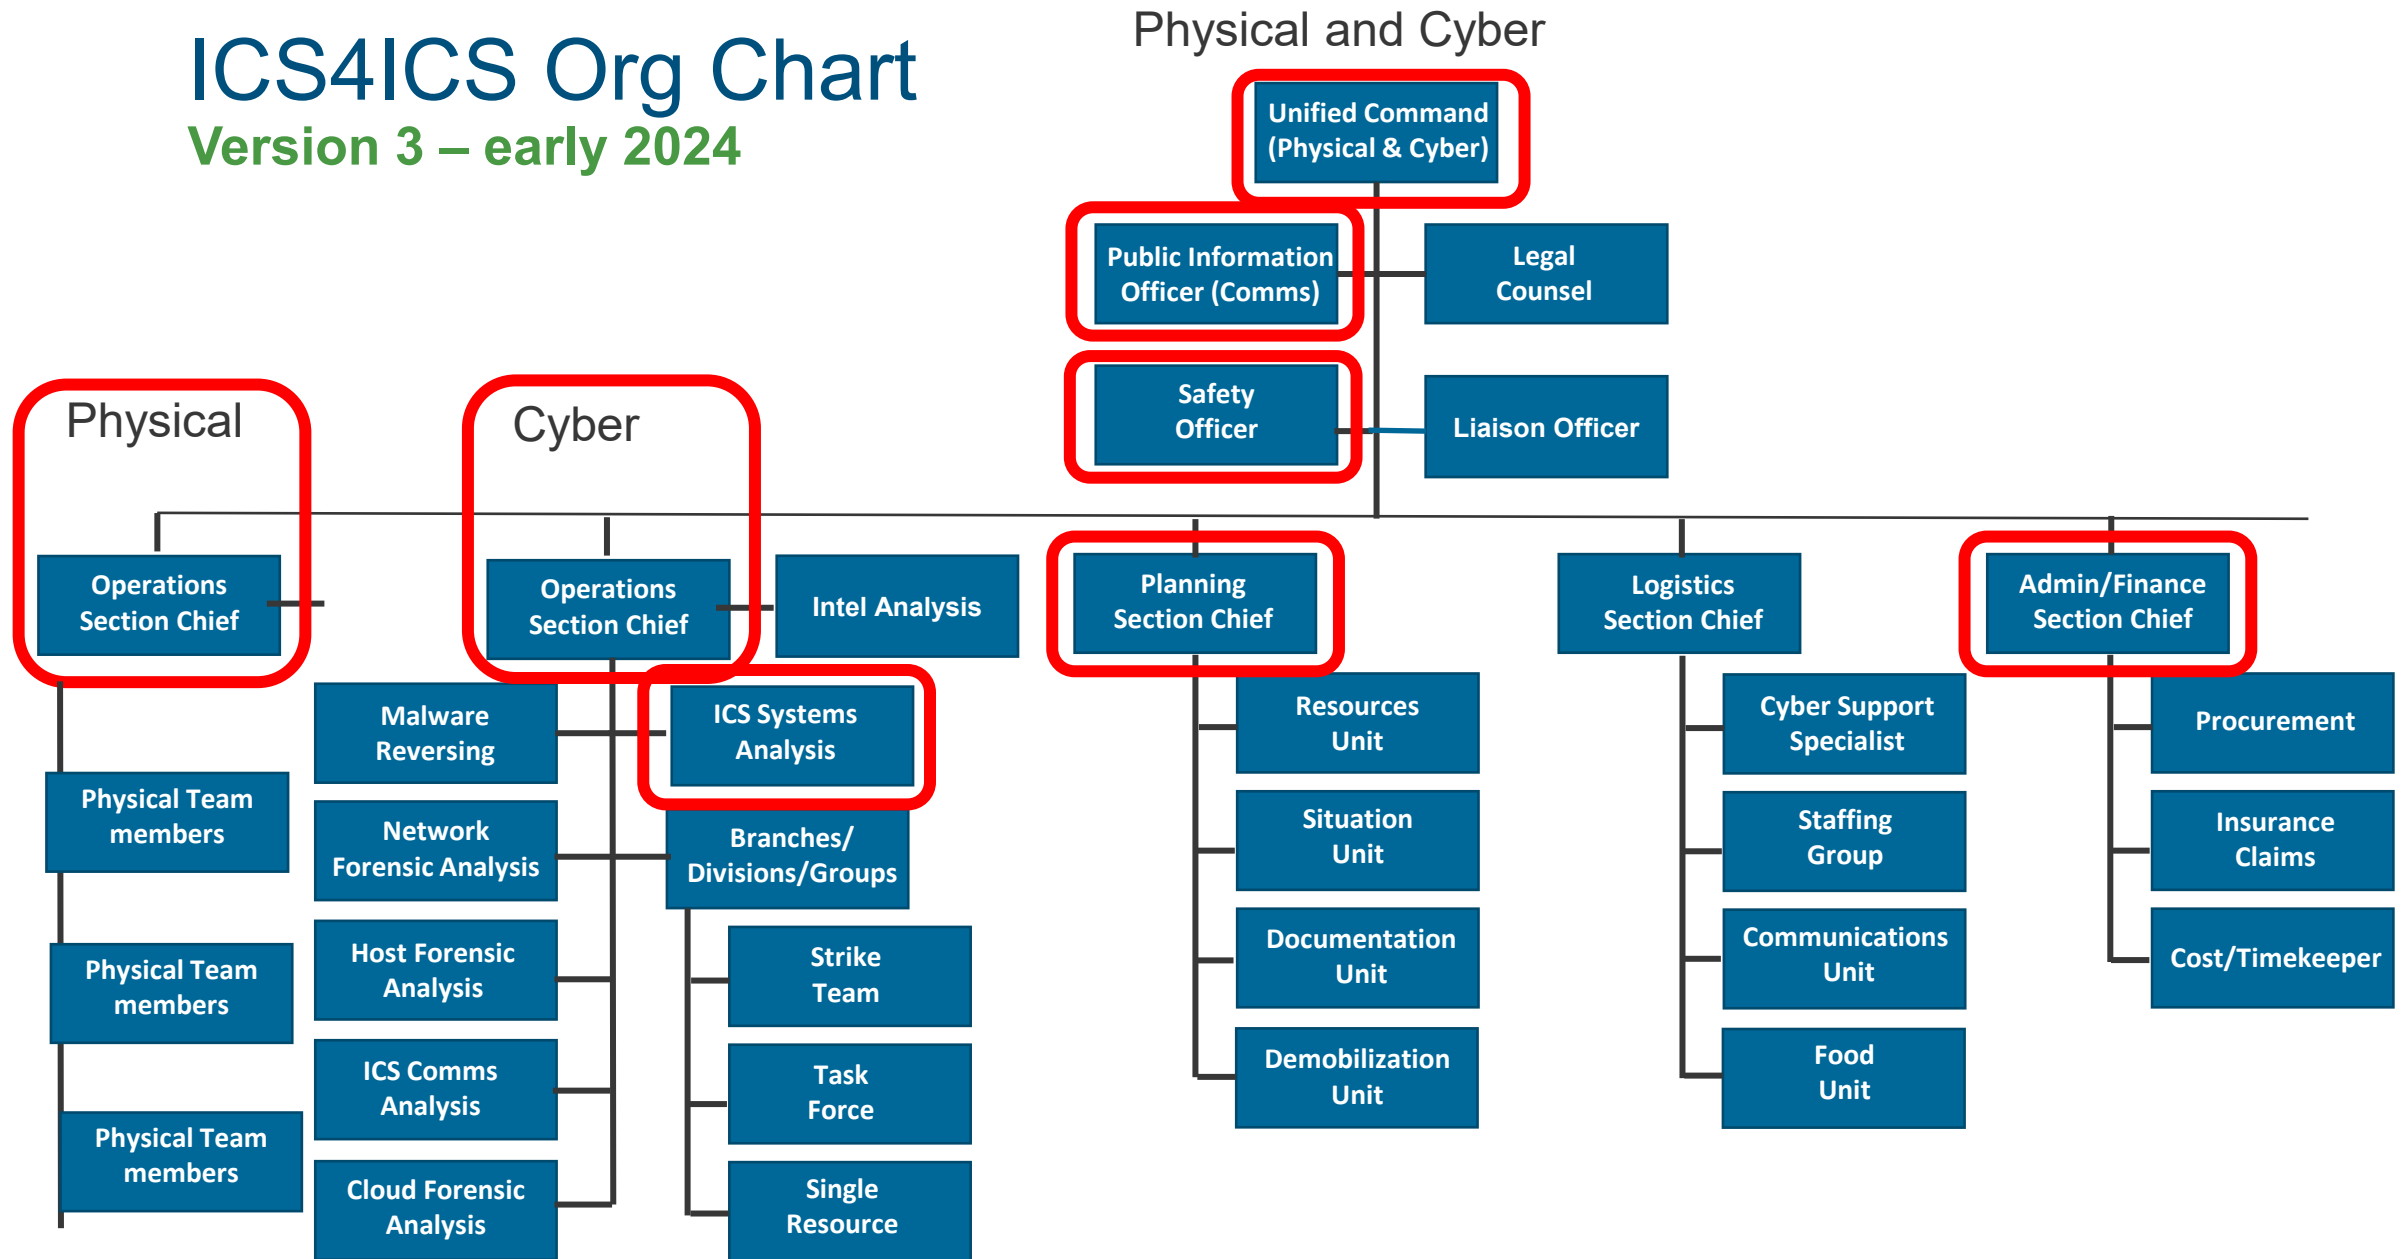 Physical and Cyber
ICS4ICS Org Chart
Version 3 – early 2024
Unified Command
(Physical & Cyber)
Public Information
Officer (Comms)
Legal
Counsel
Safety
Officer
Liaison Officer
Physical
Cyber
Operations
Section Chief
Operations
Section Chief
Intel Analysis
Planning
Section Chief
Logistics
Section Chief
Admin/Finance
Section Chief
Physical Team
members
Physical Team
members
Physical Team
members
Malware
Reversing
Network
Forensic Analysis
Host Forensic
Analysis
ICS Comms
Analysis
Cloud Forensic
Analysis
ICS Systems
Analysis
Branches/
Divisions/Groups
Strike
Team
Task
Force
Single
Resource
Resources
Unit
Situation
Unit
Documentation
Unit
Demobilization
Unit
Cyber Support
Specialist
Staffing
Group
Communications
Unit
Food
Unit
Procurement
Insurance
Claims
Cost/Timekeeper